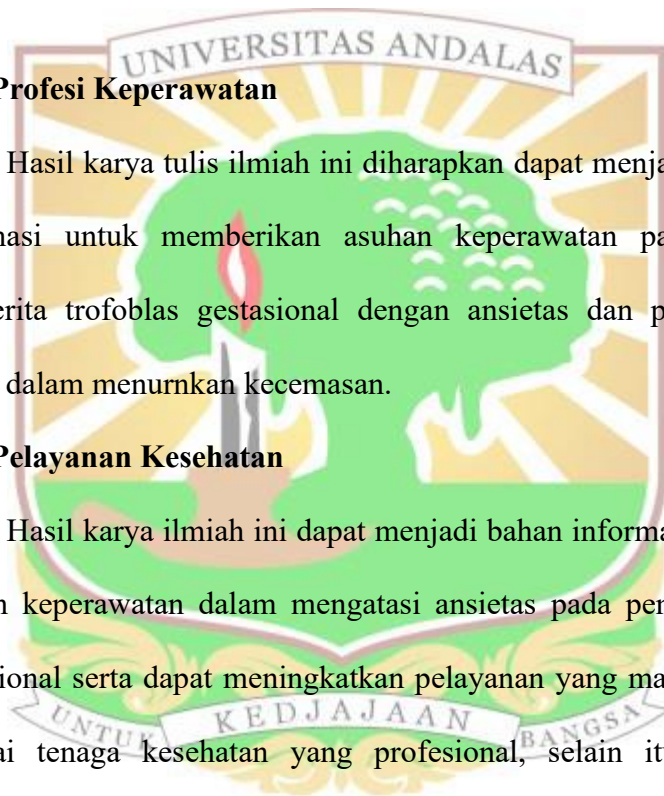 UNIVERSITAS ANDALAS
Profesi Keperawatan
Hasil karya tulis ilmiah ini diharapkan dapat menja
nasi untuk memberikan asuhan keperawatan pa
erita trofoblas gestasional dengan ansietas dan p
dalam menurnkan kecemasan.
Pelayanan Kesehatan
Hasil karya ilmiah ini dapat menjadi bahan informa
n keperawatan dalam mengatasi ansietas pada pen
ional serta dapat meningkatkan pelayanan yang ma
UNTUK KEDJAJAAN BANGSA
ai tenaga kesehatan yang profesional, selain it